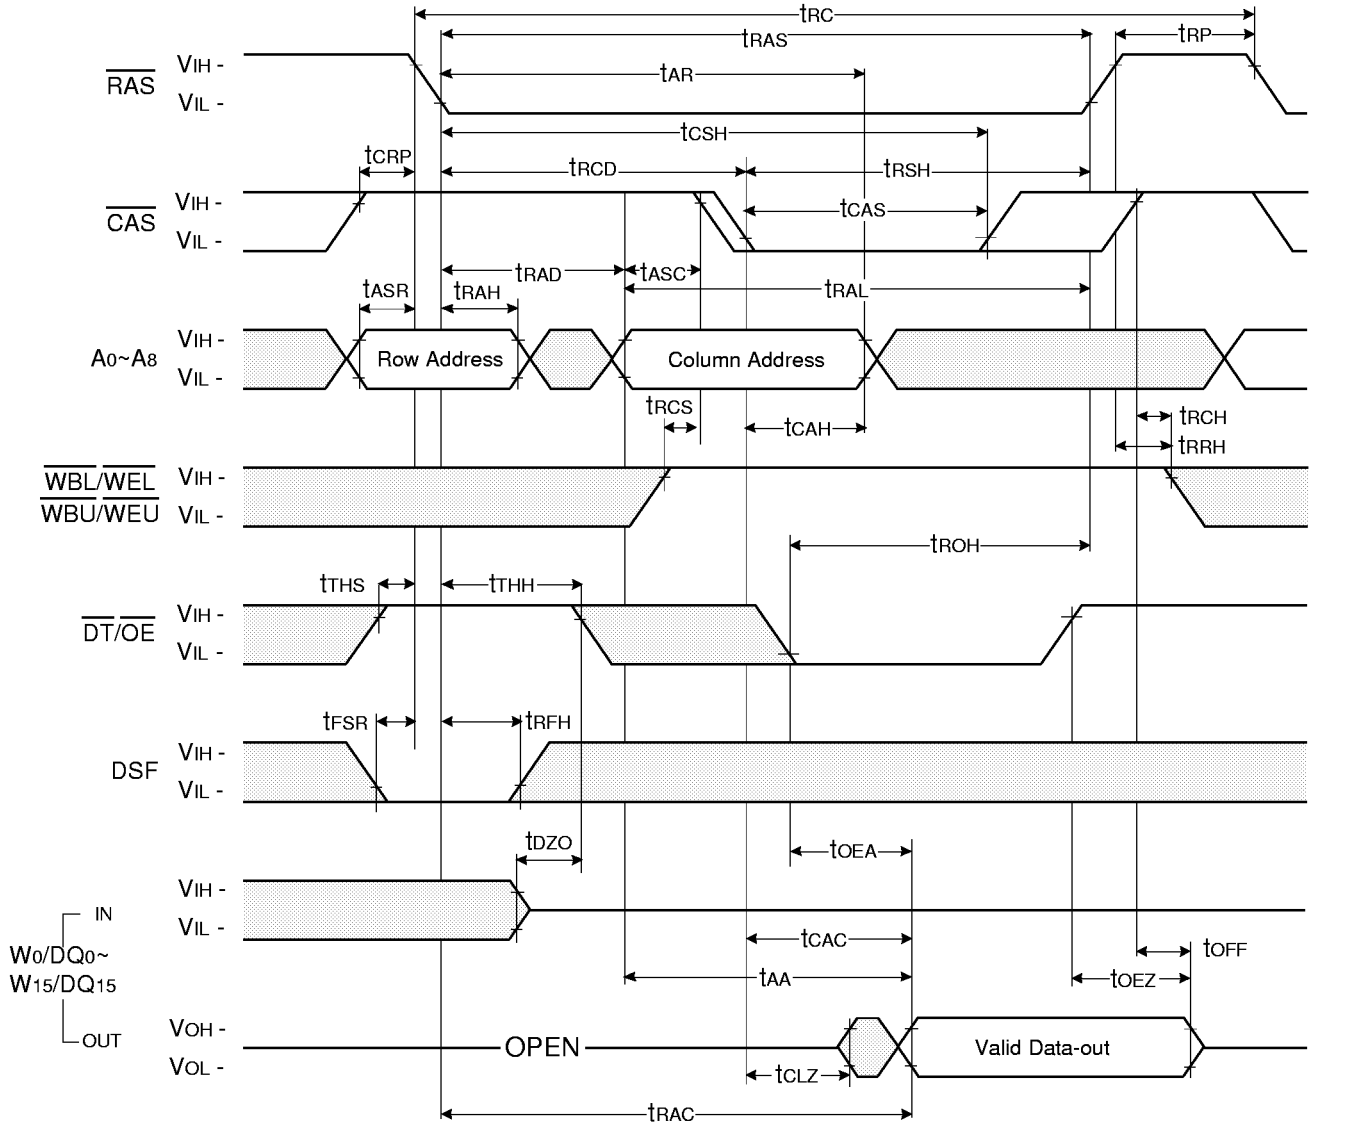 tRC
tRAS
tRP
RAS
VIH -
VIL -
tAR
tCSH
tCRP
tRCD
tRSH
CAS
VIH -
VIL -
tCAS
tRAD
tASC
tRAL
tASR
tRAH
A0~A8
VIH -
VIL -
Row Address
Column Address
tRCS
tCAH
tRCH
tRRH
WBL/WEL
WBU/WEU
VIH -
VIL -
tROH
tTHS
tTHH
DT/OE
VIH -
VIL -
tFSR
tRFH
DSF
VIH -
VIL -
tDZO
tOEA
VIH -
VIL -
IN
W0/DQ0~
W15/DQ15
OUT
tCAC
tOFF
tAA
tOEZ
VOH -
VOL -
OPEN
Valid Data-out
tCLZ
tRAC